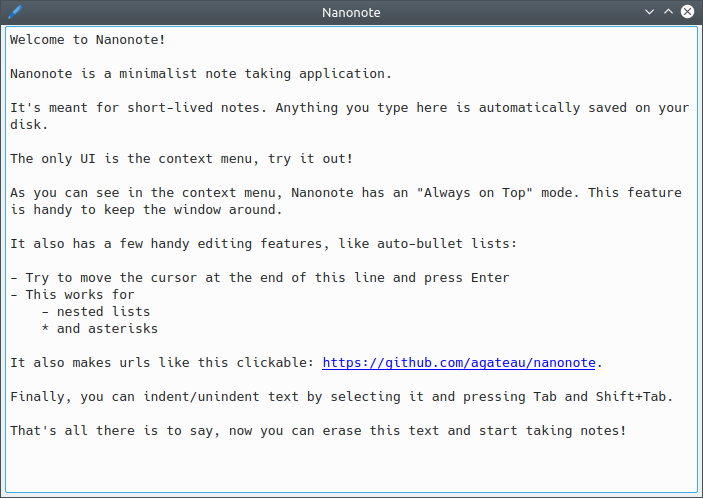 Nanonote
Welcome to Nanonote!
Nanonote is a minimalist note taking application.
It's meant for short-lived notes. Anything you type here is automatically saved on your
disk.
The only UI is the context menu, try it out!
As you can see in the context menu, Nanonote has an "Always on Top" mode. This feature
is handy to keep the window around.
It also has a few handy editing features, like auto-bullet lists:
- Try to move the cursor at the end of this line and press Enter
- This works for
    - nested lists
    * and asterisks
It also makes urls like this clickable: https://github.com/agateau/nanonote.
Finally, you can indent/unindent text by selecting it and pressing Tab and Shift+Tab.
That's all there is to say, now you can erase this text and start taking notes!